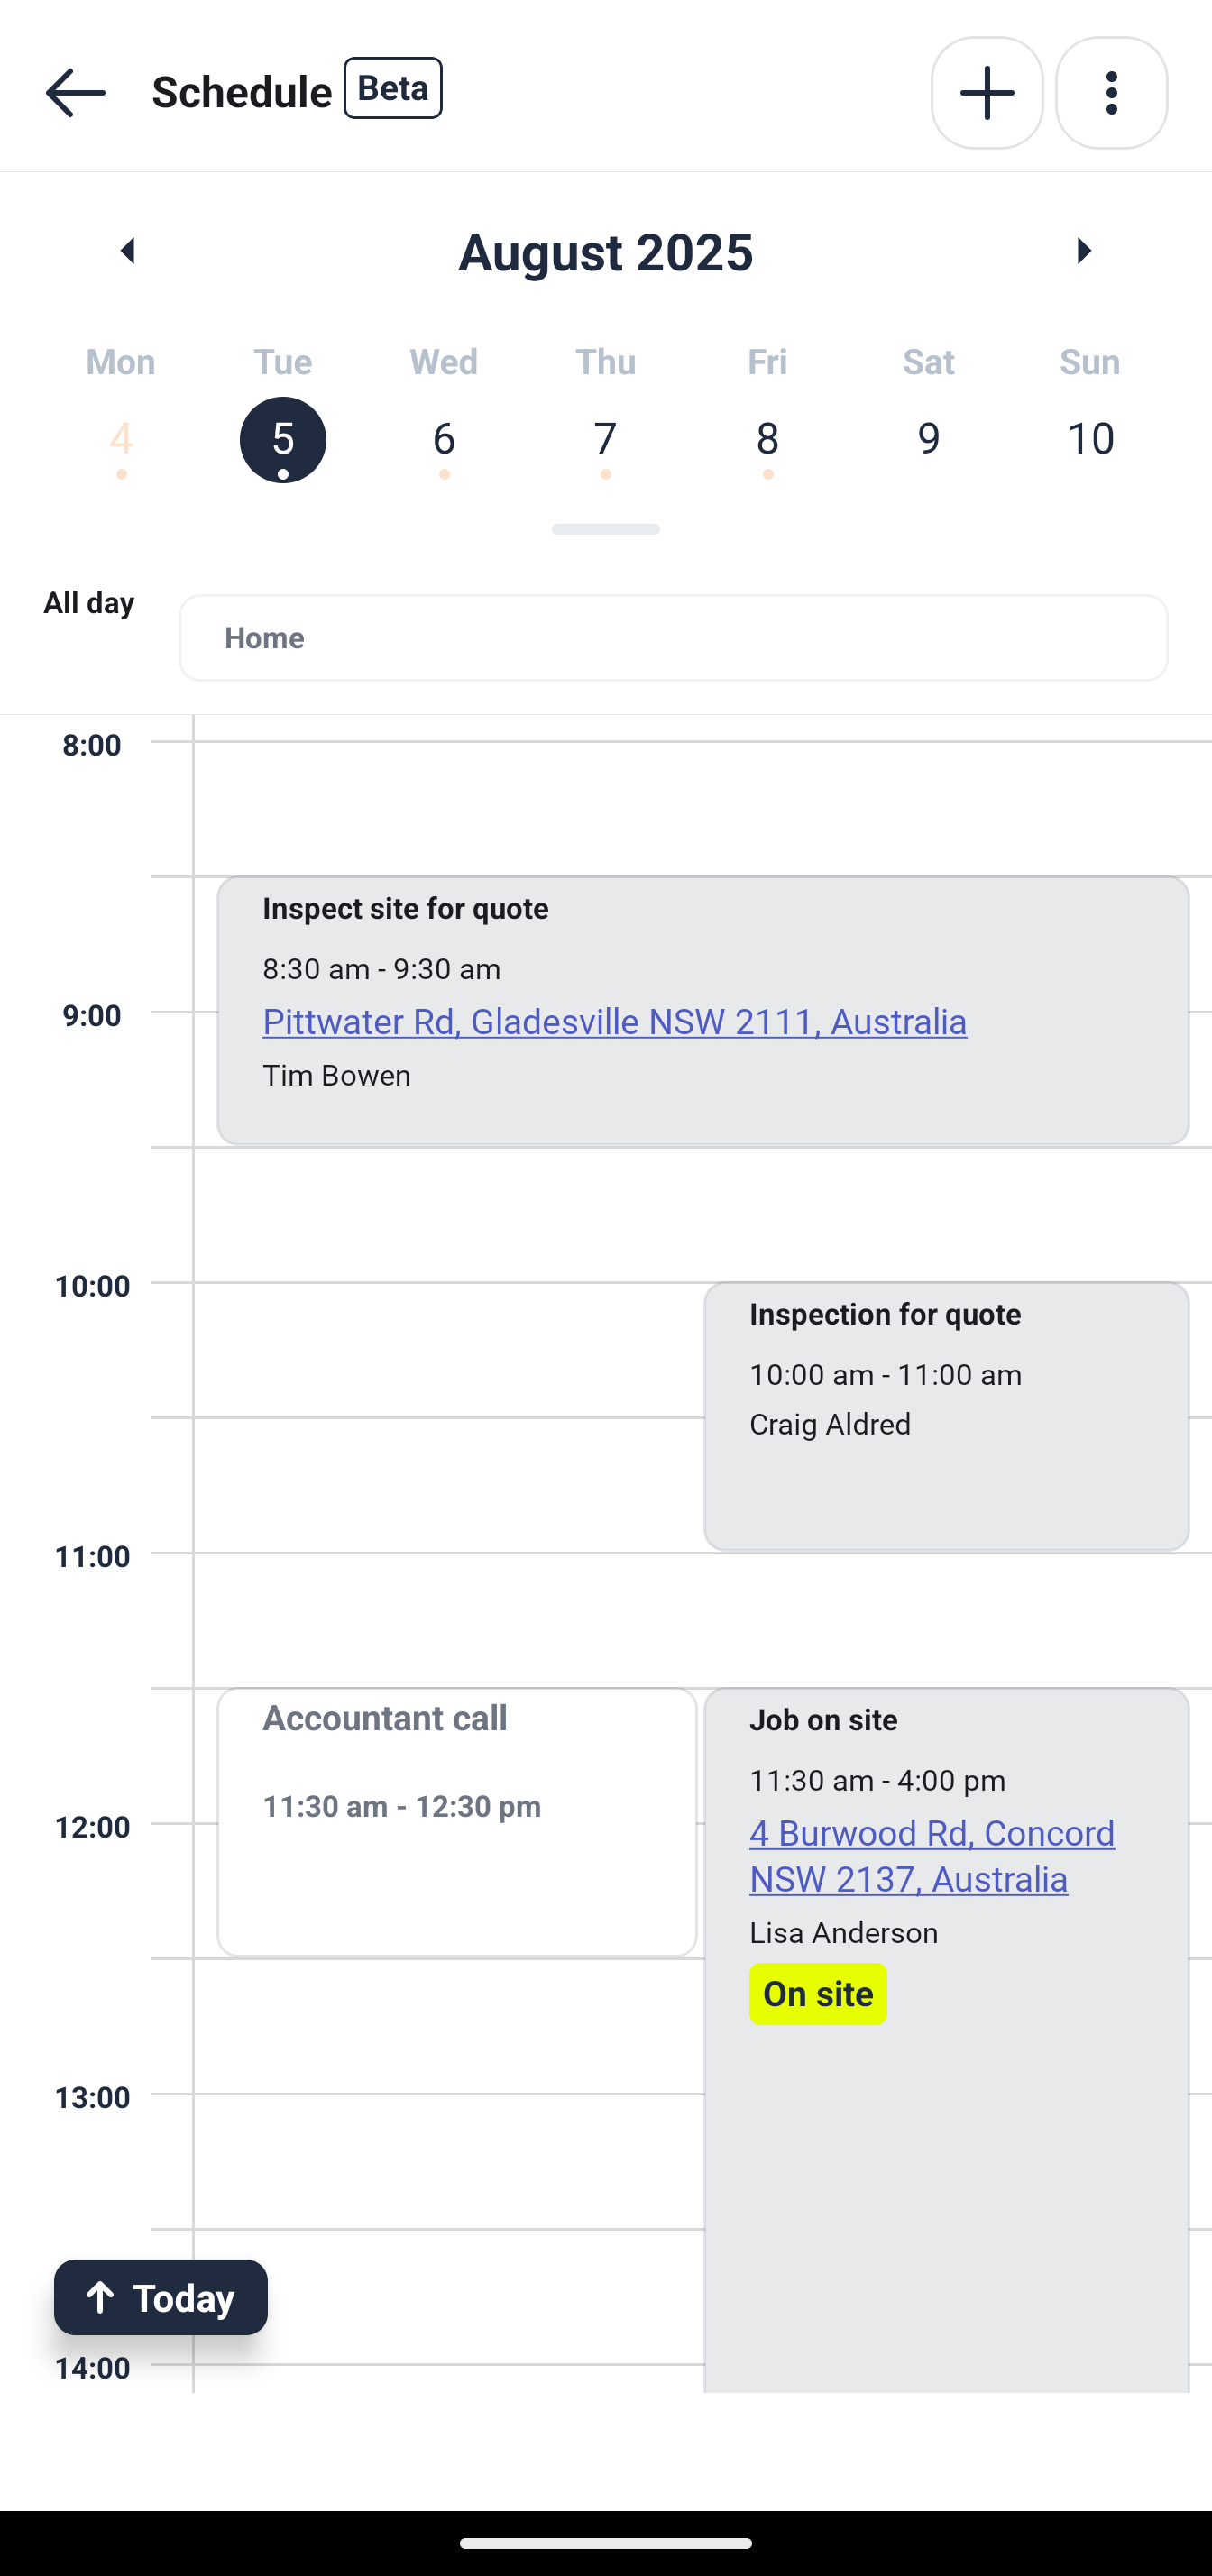 Schedule Beta
August 2025
Mon Tue Wed Thu Fri Sat Sun
4 5 6 7 8 9 10
All day
Home
8:00
Inspect site for quote
8:30 am - 9:30 am
9:00
Pittwater Rd, Gladesville NSW 2111, Australia
Tim Bowen
10:00
Inspection for quote
10:00 am - 11:00 am
Craig Aldred
11:00
Accountant call
11:30 am - 12:30 pm
Job on site
11:30 am - 4:00 pm
12:00
4 Burwood Rd, Concord
NSW 2137, Australia
Lisa Anderson
On site
13:00
Today
14:00